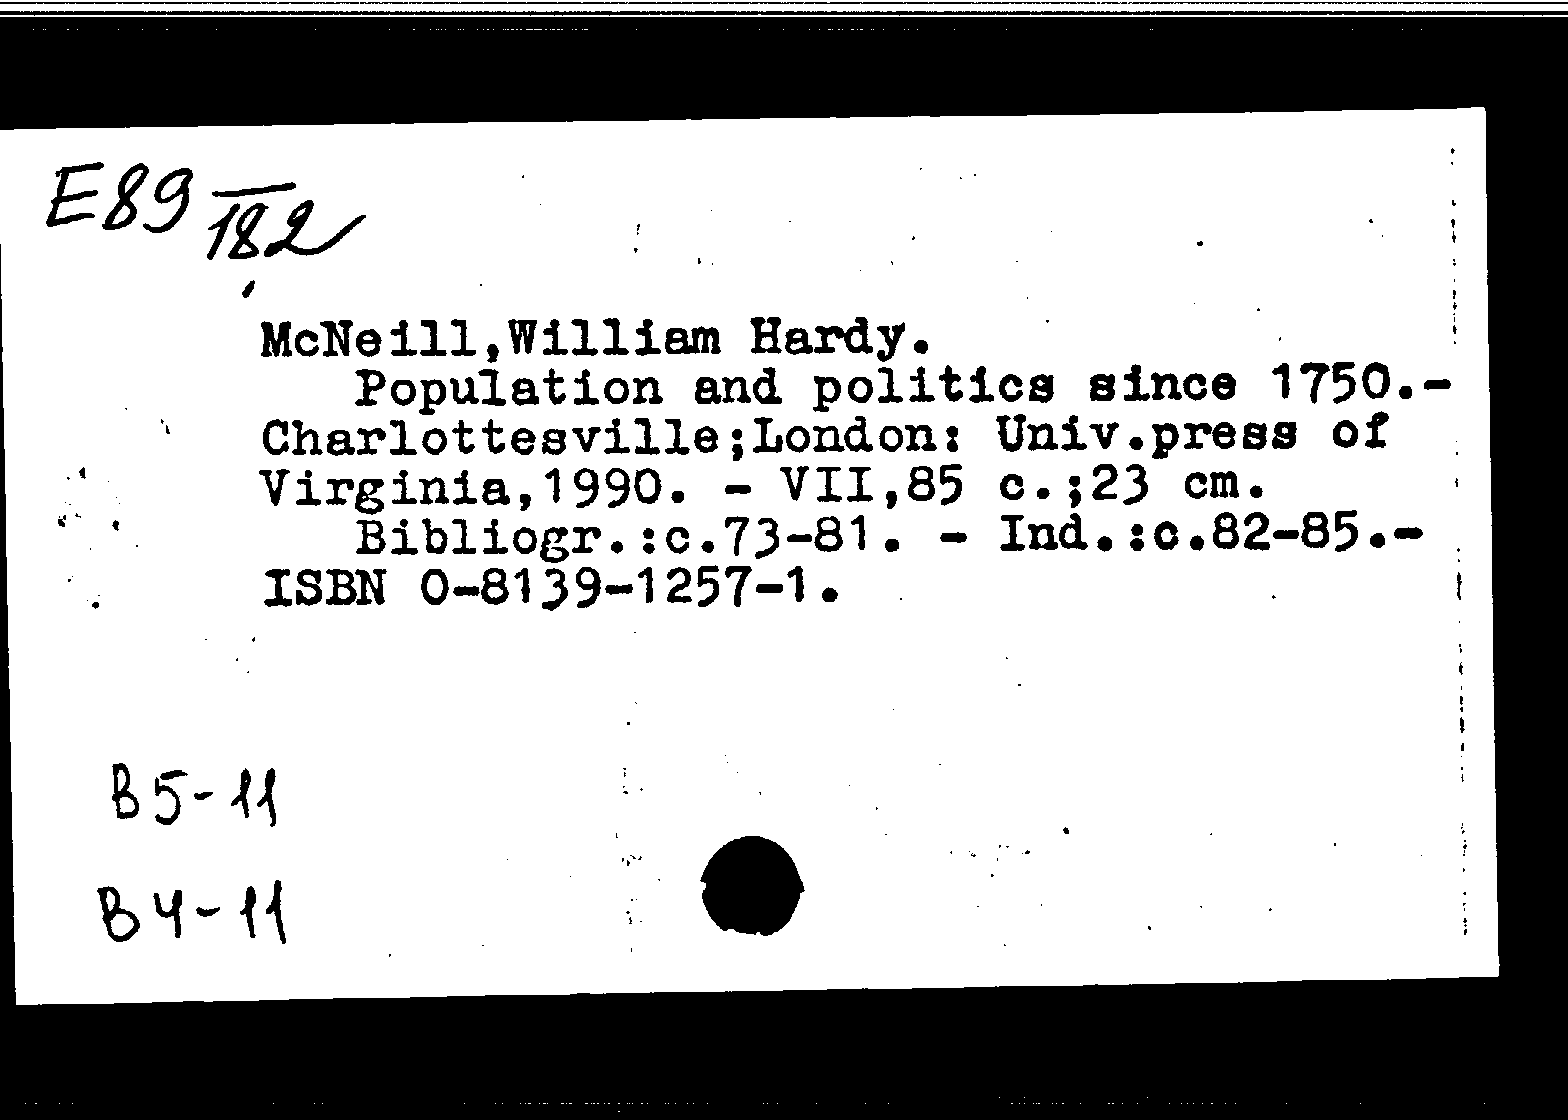 E89
182
McNeill,William Hardy.
Population and politics since 1750.-
Charlottesville;London: Univ.press of
Virginia,1990. - VII,85 c.;23 cm.
Bibliogr.:c.73-81. - Ind.:c.82-85.-
ISBN 0-8139-1257-1.
B5-11
B4-11